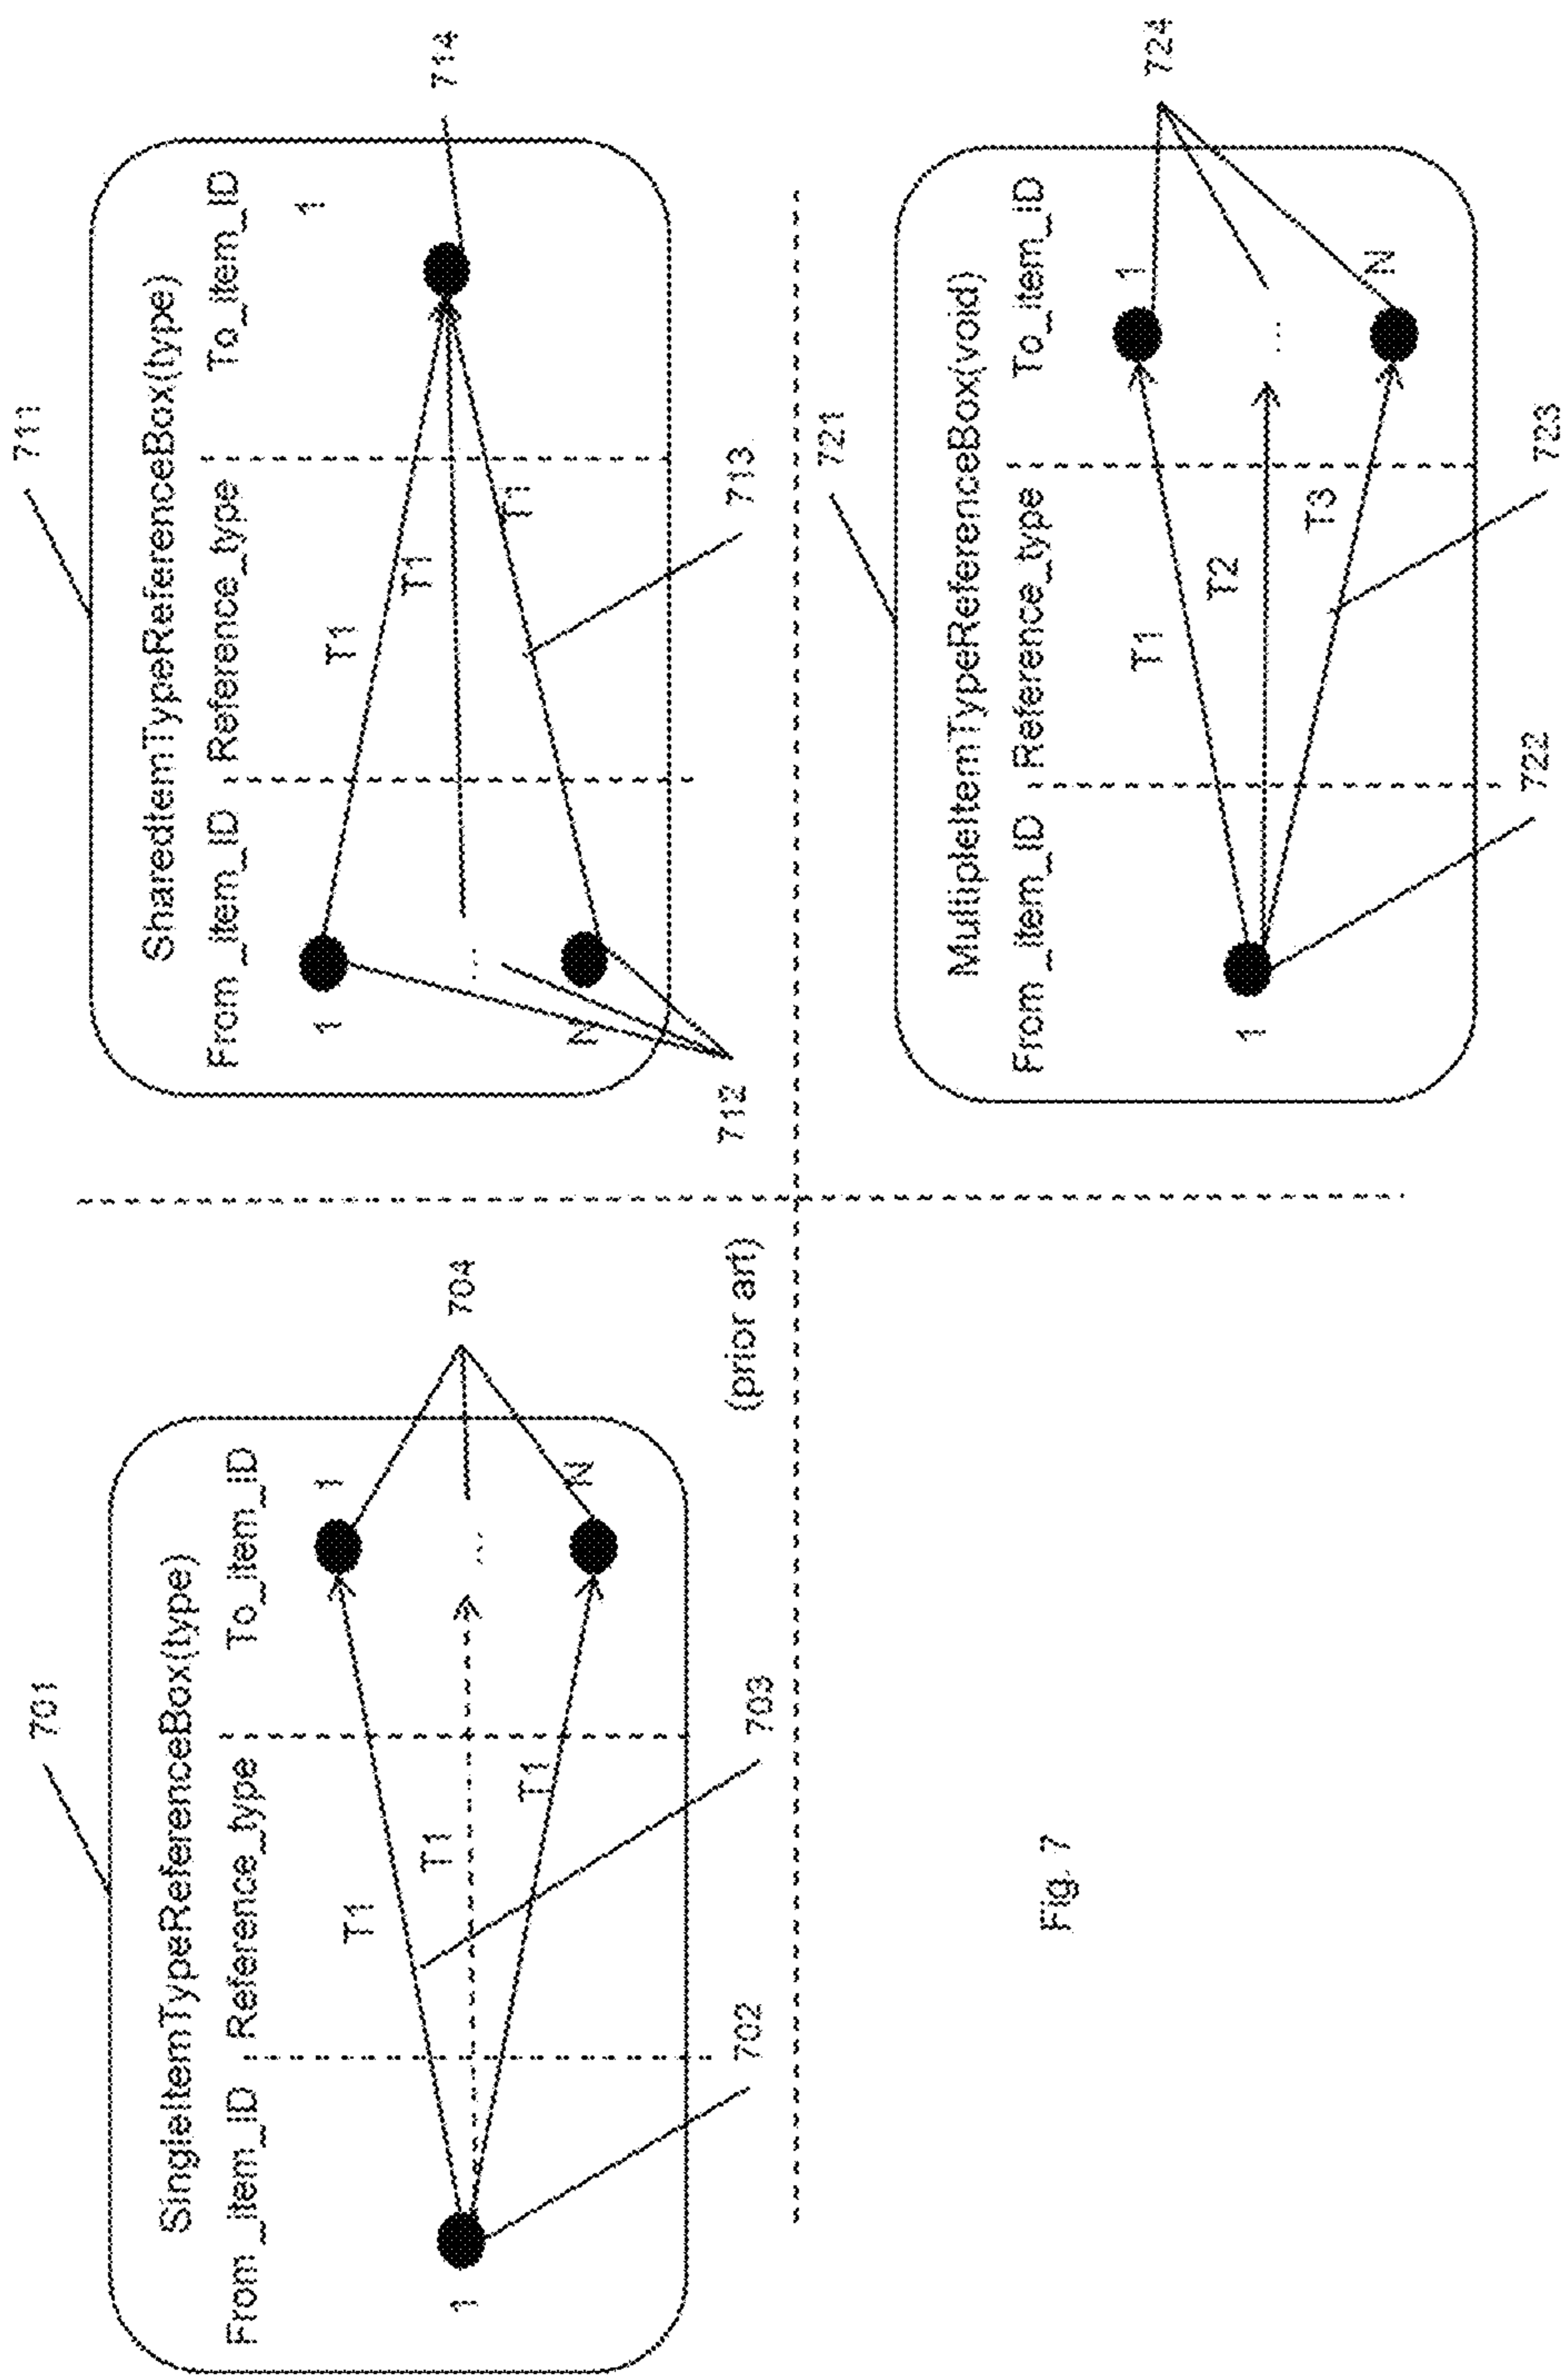 701
SingleItemTypeReferenceBox(type)
From_Item_ID Reference_type To_Item_ID
1
T1
T1
T1
1
...
N
704
702
703
(prior art)
711
SharedItemTypeReferenceBox(type)
From_Item_ID Reference_type To_Item_ID
1
...
N
T1
T1
T1
1
714
712
713
721
MultipleItemTypeReferenceBox(void)
From_Item_ID Reference_type To_Item_ID
1
T1
T2
T3
1
...
N
724
722
723
Fig. 7